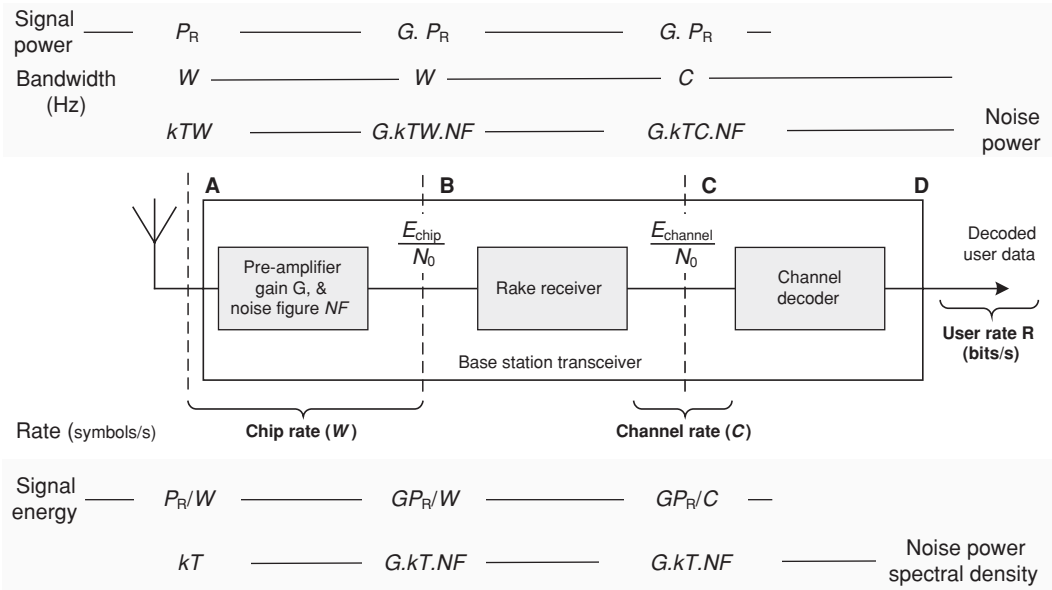 Signal
power
P_R
G. P_R
G. P_R
Bandwidth
(Hz)
W
W
C
kTW
G.kTW.NF
G.kTC.NF
Noise
power
A
B
C
D
E_chip
N_0
E_channel
N_0
Pre-amplifier
gain G, &
noise figure NF
Rake receiver
Channel
decoder
Decoded
user data
User rate R
(bits/s)
Base station transceiver
Rate (symbols/s)
Chip rate (W)
Channel rate (C)
Signal
energy
P_R/W
GP_R/W
GP_R/C
kT
G.kT.NF
G.kT.NF
Noise power
spectral density